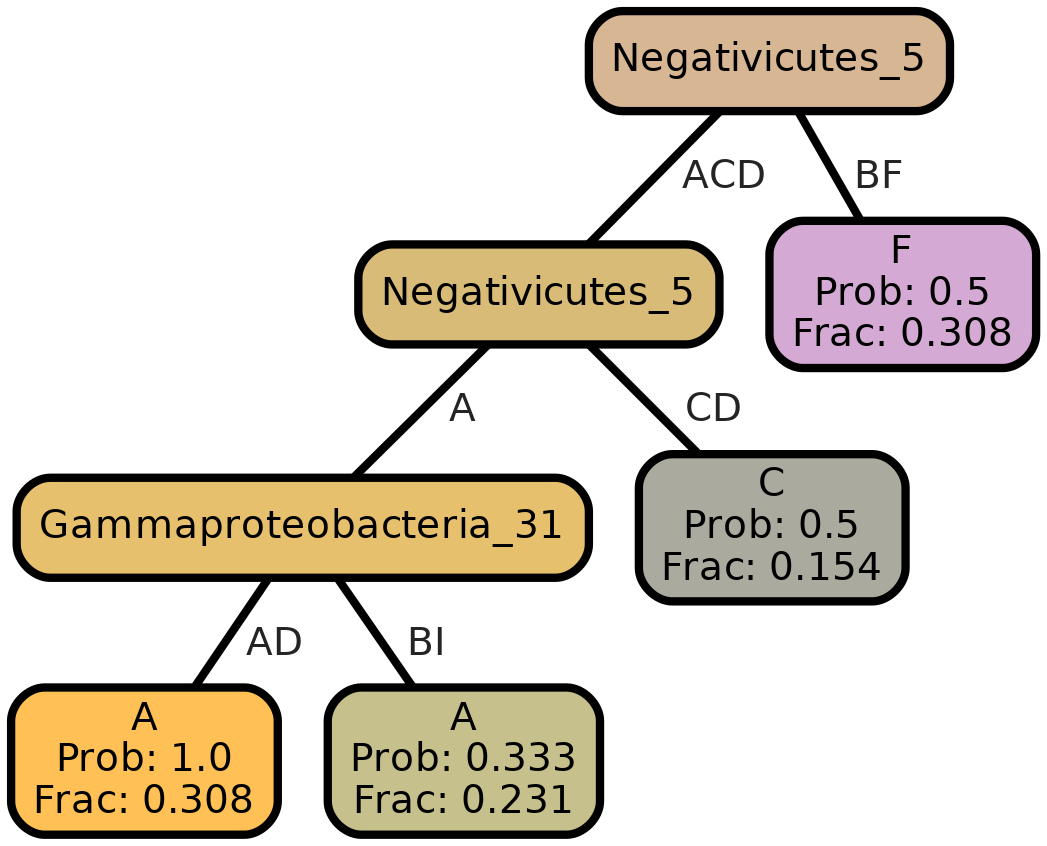 Negativicutes_5
ACD
BF
Negativicutes_5
F
Prob: 0.5
Frac: 0.308
A
CD
Gammaproteobacteria_31
C
Prob: 0.5
Frac: 0.154
AD
BI
A
Prob: 1.0
Frac: 0.308
A
Prob: 0.333
Frac: 0.231